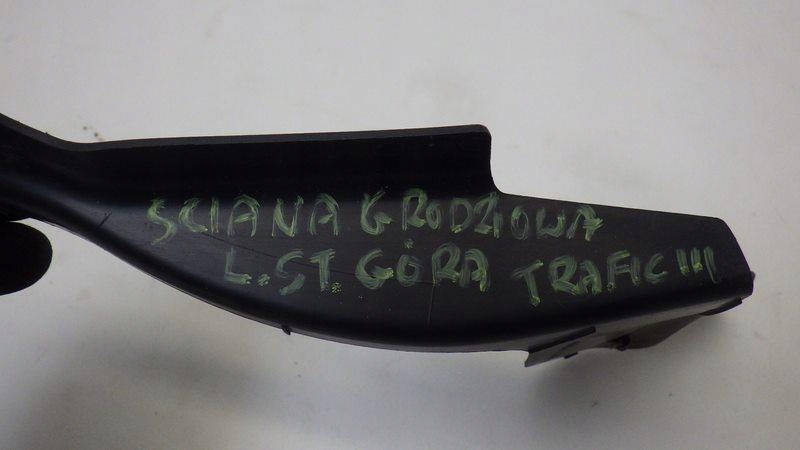 SCIANA GRODZIOWA
L.ST. GÓRA TRAFIC III